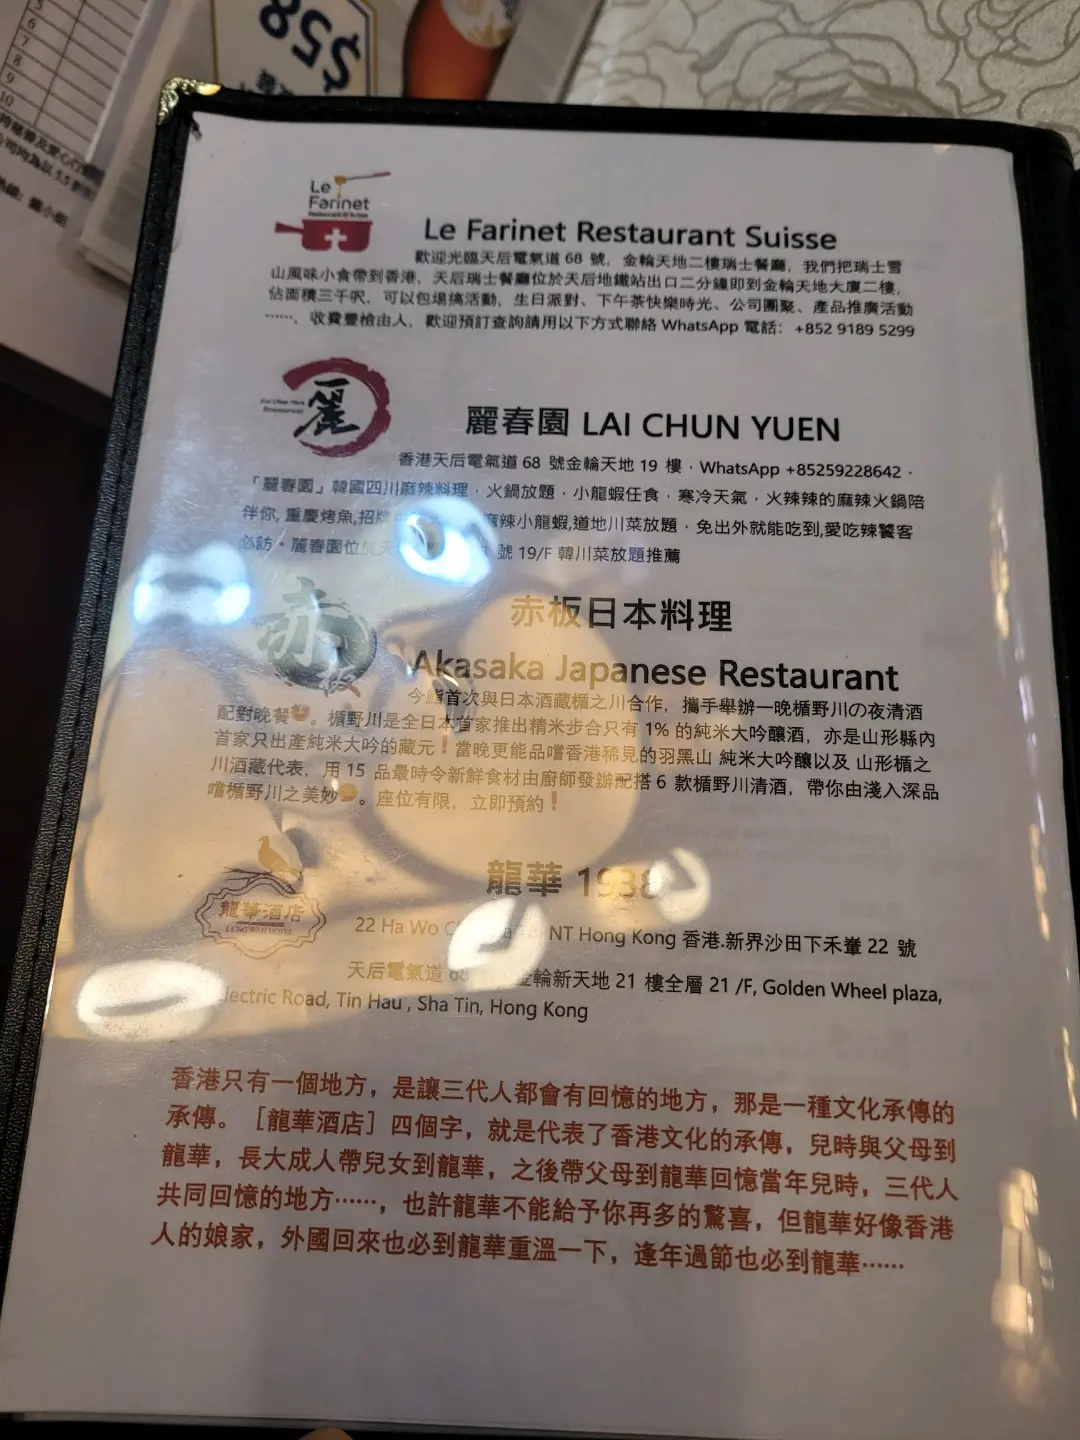 5
6
7
8
9
10
$58
Le
Farinet
Le Farinet Restaurant Suisse
歡迎光臨天后電氣道 68 號，金輪天地二樓瑞士餐廳，我們把瑞士雪
山風味小食帶到香港，天后瑞士餐廳位於天后地鐵站出口二分鐘即到金輪天地大廈二樓，
佔面積三千呎，可以包場搞活動，生日派對、下午茶快樂時光、公司團聚、產品推廣活動
……，收費豐儉由人，歡迎預訂查詢請用以下方式聯絡 WhatsApp 電話：+852 9189 5299
麗
麗春園 LAI CHUN YUEN
香港天后電氣道 68 號金輪天地 19 樓，WhatsApp +85259228642，
「麗春園」韓國四川麻辣料理，火鍋放題，小龍蝦任食，寒冷天氣，火辣辣的麻辣火鍋陪
伴你, 重慶烤魚,招牌 麻辣小龍蝦,道地川菜放題，免出外就能吃到,愛吃辣饕客
必訪，麗春園位於天 號 19/F 韓川菜放題推薦
赤板
赤板日本料理
Akasaka Japanese Restaurant
今鮨首次與日本酒藏楯之川合作，攜手舉辦一晚楯野川の夜清酒
配對晚餐。楯野川是全日本首家推出精米步合只有 1% 的純米大吟釀酒，亦是山形縣內
首家只出產純米大吟的藏元❗當晚更能品嚐香港稀見的羽黑山 純米大吟釀以及 山形楯之
川酒藏代表，用 15 品最時令新鮮食材由廚師發辦配搭 6 款楯野川清酒，帶你由淺入深品
嚐楯野川之美妙。座位有限，立即預約❗
龍華酒店
LUNG WAH HOTEL
龍華 1938
22 Ha Wo NT Hong Kong 香港.新界沙田下禾輋 22 號
天后電氣道 68 金輪新天地 21 樓全層 21 /F, Golden Wheel plaza,
lectric Road, Tin Hau , Sha Tin, Hong Kong
香港只有一個地方，是讓三代人都會有回憶的地方，那是一種文化承傳的
承傳。［龍華酒店］四個字，就是代表了香港文化的承傳，兒時與父母到
龍華，長大成人帶兒女到龍華，之後帶父母到龍華回憶當年兒時，三代人
共同回憶的地方……，也許龍華不能給予你再多的驚喜，但龍華好像香港
人的娘家，外國回來也必到龍華重溫一下，逢年過節也必到龍華……